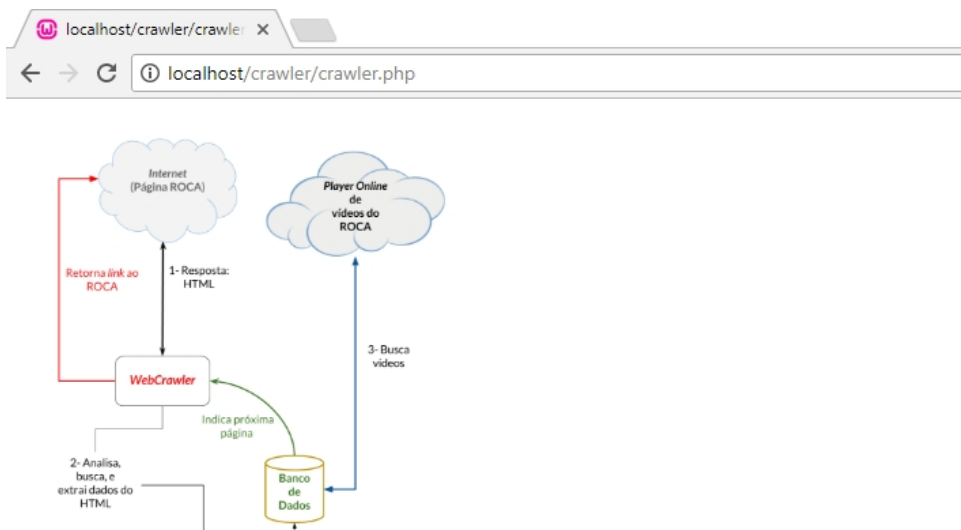 localhost/crawler/crawler
localhost/crawler/crawler.php
Internet
(Página ROCA)
Player Online
de
vídeos do
ROCA
Retorna link ao
ROCA
1- Resposta:
HTML
3- Busca
vídeos
WebCrawler
Indica próxima
página
2- Analisa,
busca, e
extrai dados do
HTML
Banco
de
Dados